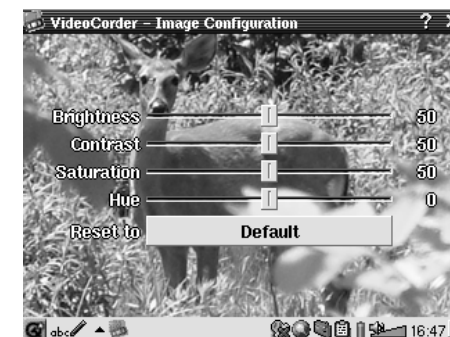 VideoCorder – Image Configuration ?
Brightness 50
Contrast 50
Saturation 50
Hue 0
Reset to Default
abc 16:47